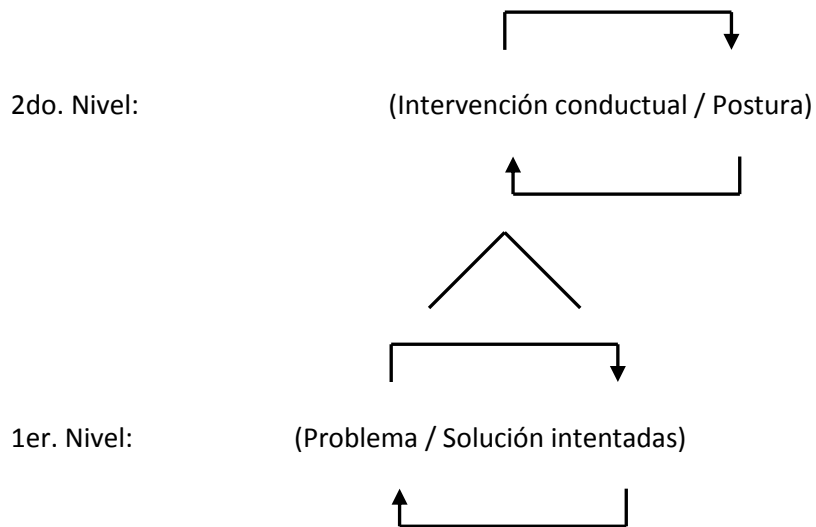 2do. Nivel: (Intervención conductual / Postura)
1er. Nivel: (Problema / Solución intentadas)